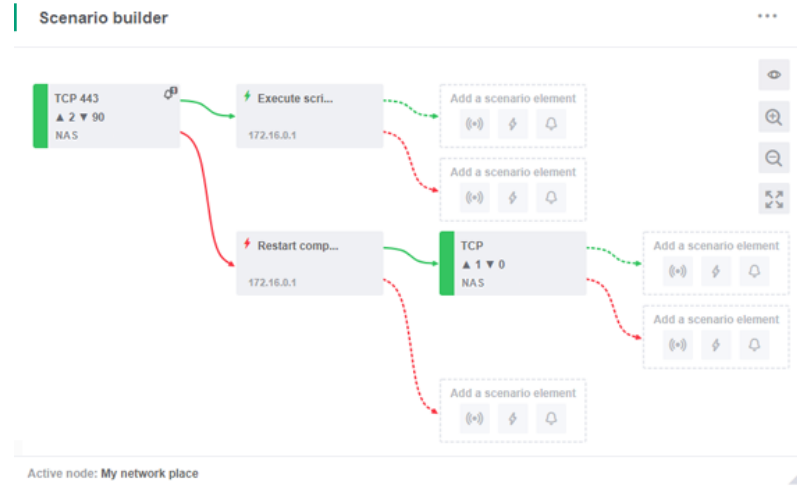 Scenario builder
TCP 443
▲ 2 ▼ 90
NAS
Execute scri...
172.16.0.1
Add a scenario element
Add a scenario element
Restart comp...
172.16.0.1
TCP
▲ 1 ▼ 0
NAS
Add a scenario element
Add a scenario element
Add a scenario element
Active node: My network place